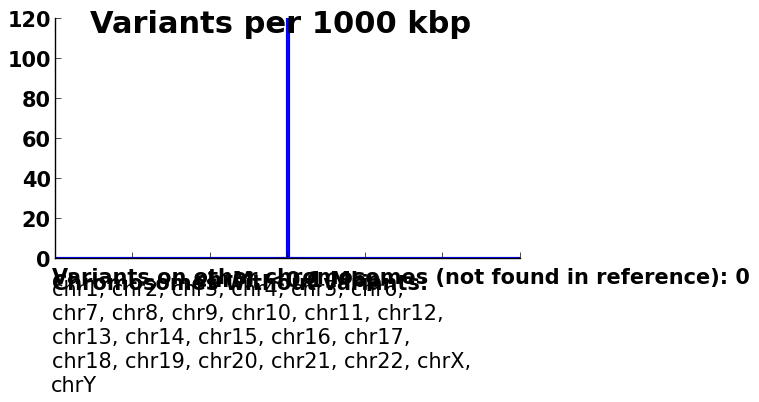 Variants per 1000 kbp
120
100
80
60
40
20
0
Variants on other chromosomes (not found in reference): 0
Chromosomes without variants:
chr1, chr2, chr3, chr4, chr5, chr6,
chr7, chr8, chr9, chr10, chr11, chr12,
chr13, chr14, chr15, chr16, chr17,
chr18, chr19, chr20, chr21, chr22, chrX,
chrY